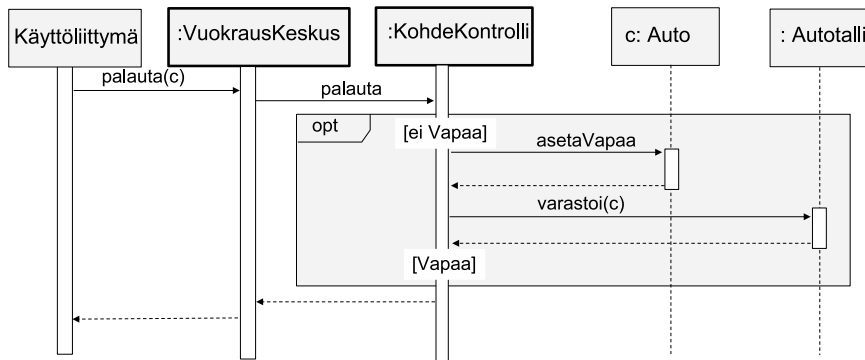 Käyttöliittymä
:VuokrausKeskus
:KohdeKontrolli
c: Auto
: Autotalli
palauta(c)
palauta
opt
[ei Vapaa]
asetaVapaa
varastoi(c)
[Vapaa]